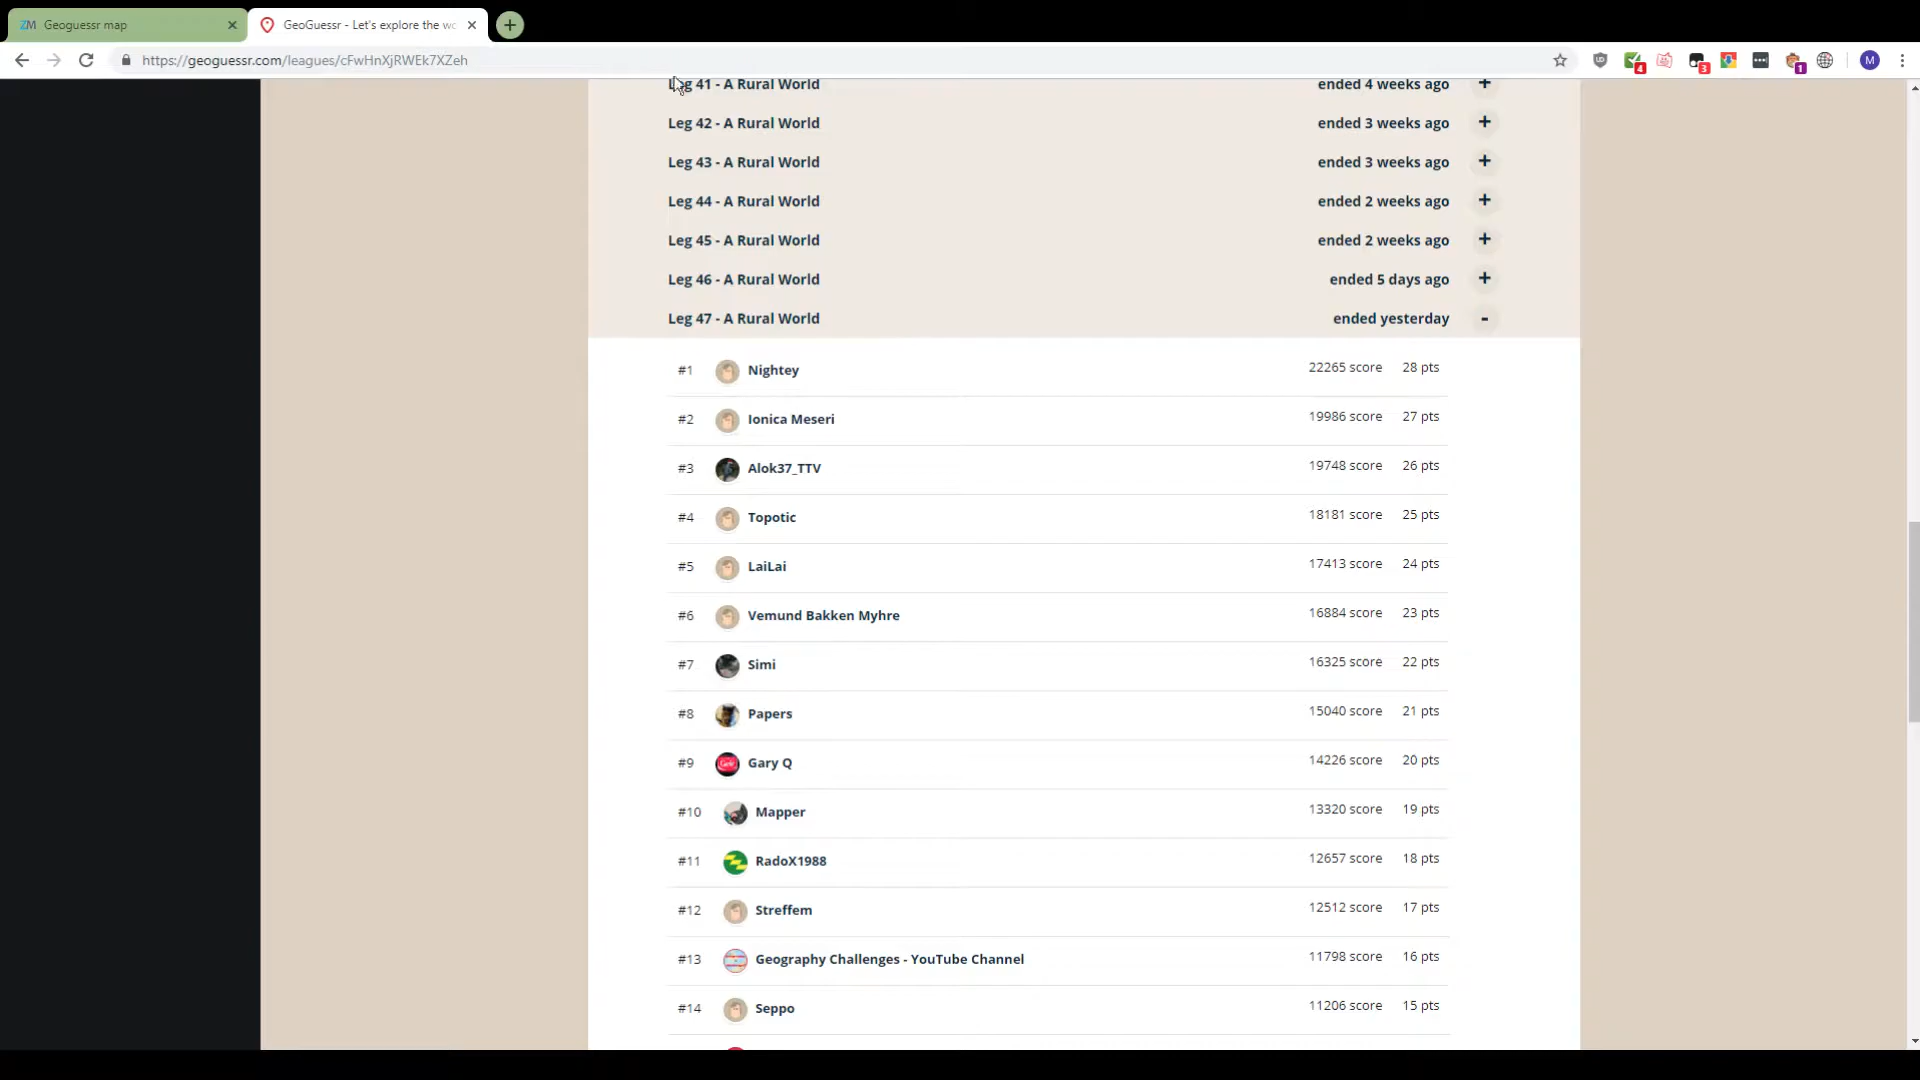 ZM Geoguessr map
GeoGuessr - Let's explore the wo
https://geoguessr.com/leagues/cFwHnXjRWEk7XZeh
4
3
1
M
Leg 41 - A Rural World ended 4 weeks ago +
Leg 42 - A Rural World ended 3 weeks ago +
Leg 43 - A Rural World ended 3 weeks ago +
Leg 44 - A Rural World ended 2 weeks ago +
Leg 45 - A Rural World ended 2 weeks ago +
Leg 46 - A Rural World ended 5 days ago +
Leg 47 - A Rural World ended yesterday -
#1 Nightey 22265 score 28 pts
#2 Ionica Meseri 19986 score 27 pts
#3 Alok37_TTV 19748 score 26 pts
#4 Topotic 18181 score 25 pts
#5 LaiLai 17413 score 24 pts
#6 Vemund Bakken Myhre 16884 score 23 pts
#7 Simi 16325 score 22 pts
#8 Papers 15040 score 21 pts
#9 Gary Q 14226 score 20 pts
#10 Mapper 13320 score 19 pts
#11 RadoX1988 12657 score 18 pts
#12 Streffem 12512 score 17 pts
#13 Geography Challenges - YouTube Channel 11798 score 16 pts
#14 Seppo 11206 score 15 pts